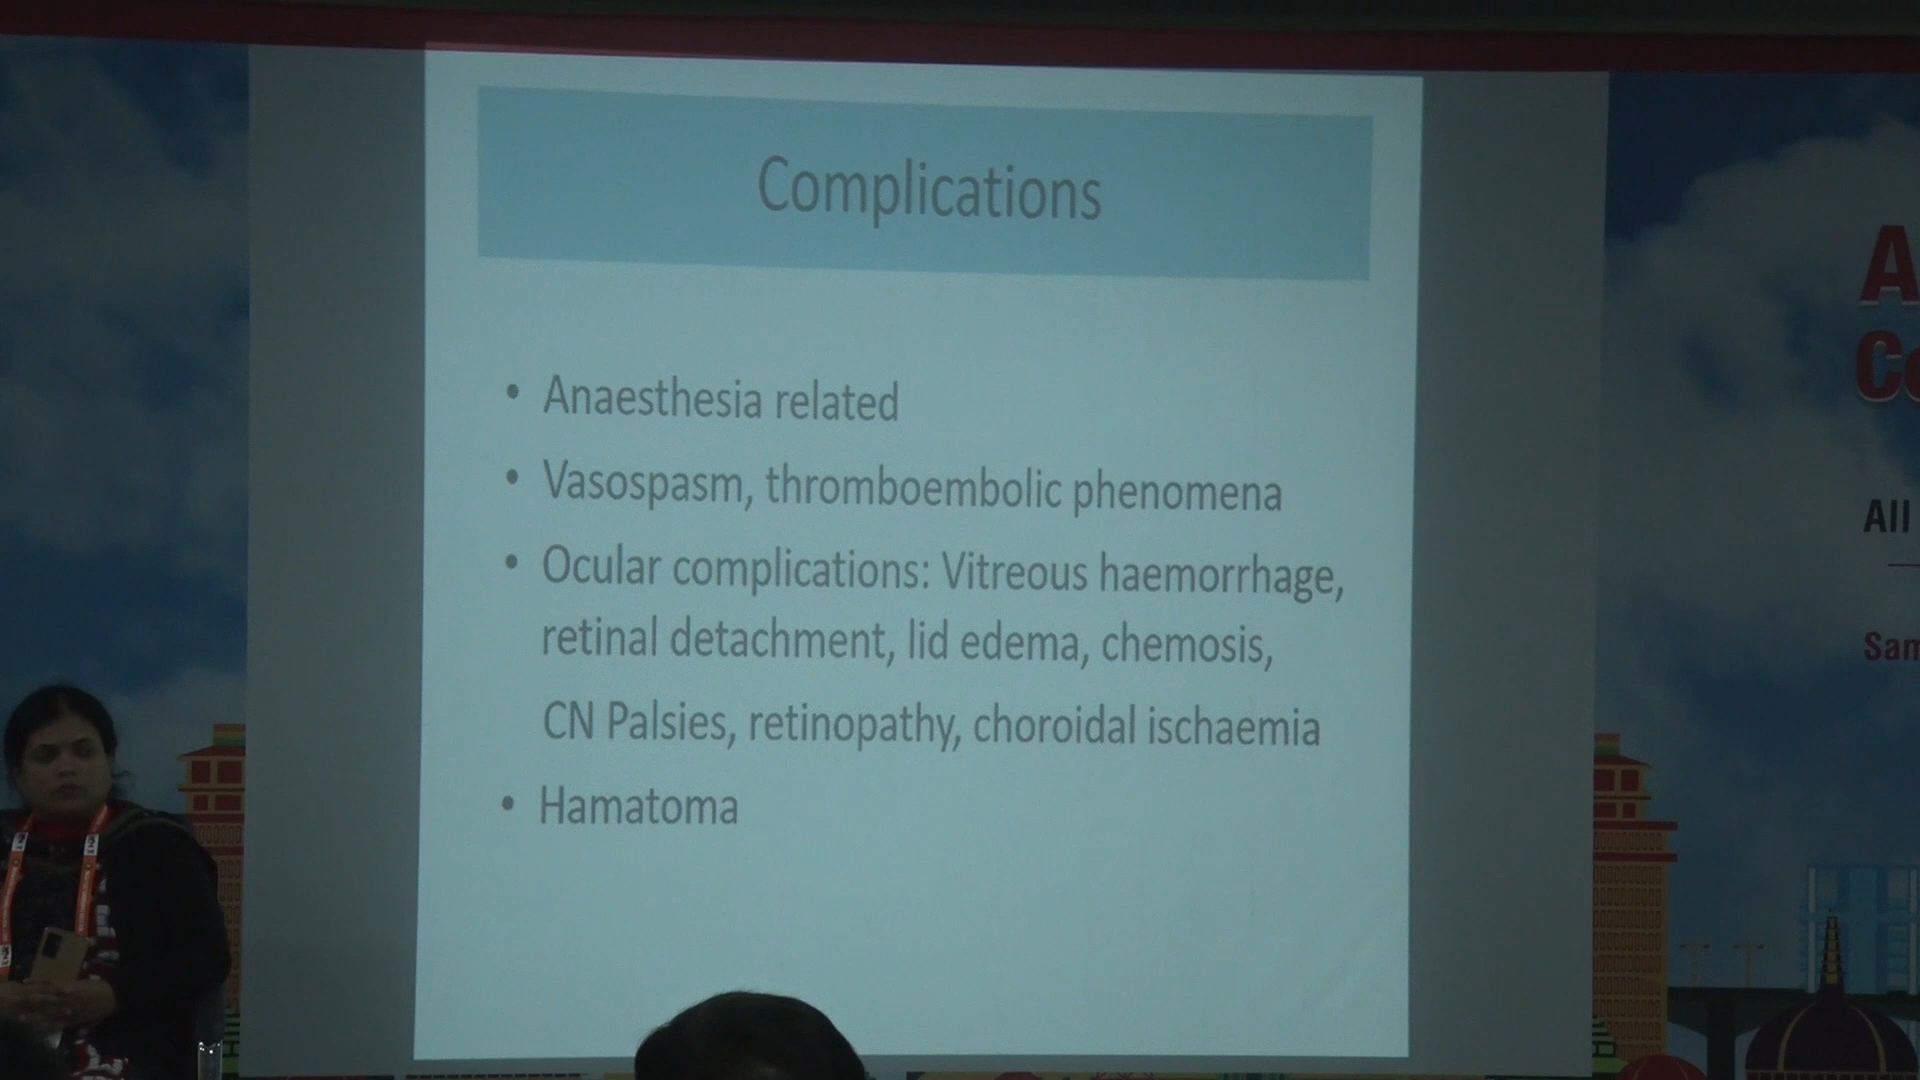 Complications
• Anaesthesia related
• Vasospasm, thromboembolic phenomena
• Ocular complications: Vitreous haemorrhage,
retinal detachment, lid edema, chemosis,
CN Palsies, retinopathy, choroidal ischaemia
• Hamatoma
All